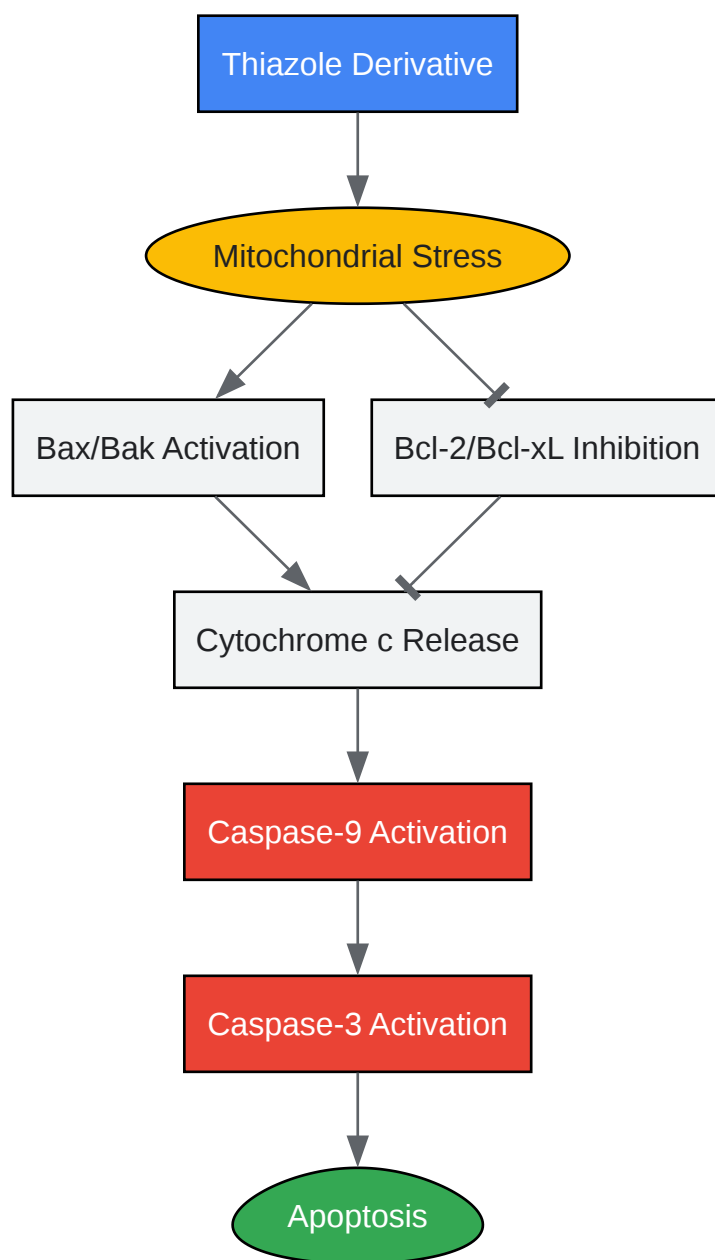 Thiazole Derivative
Mitochondrial Stress
Bax/Bak Activation
Bcl-2/Bcl-xL Inhibition
Cytochrome c Release
Caspase-9 Activation
Caspase-3 Activation
Apoptosis